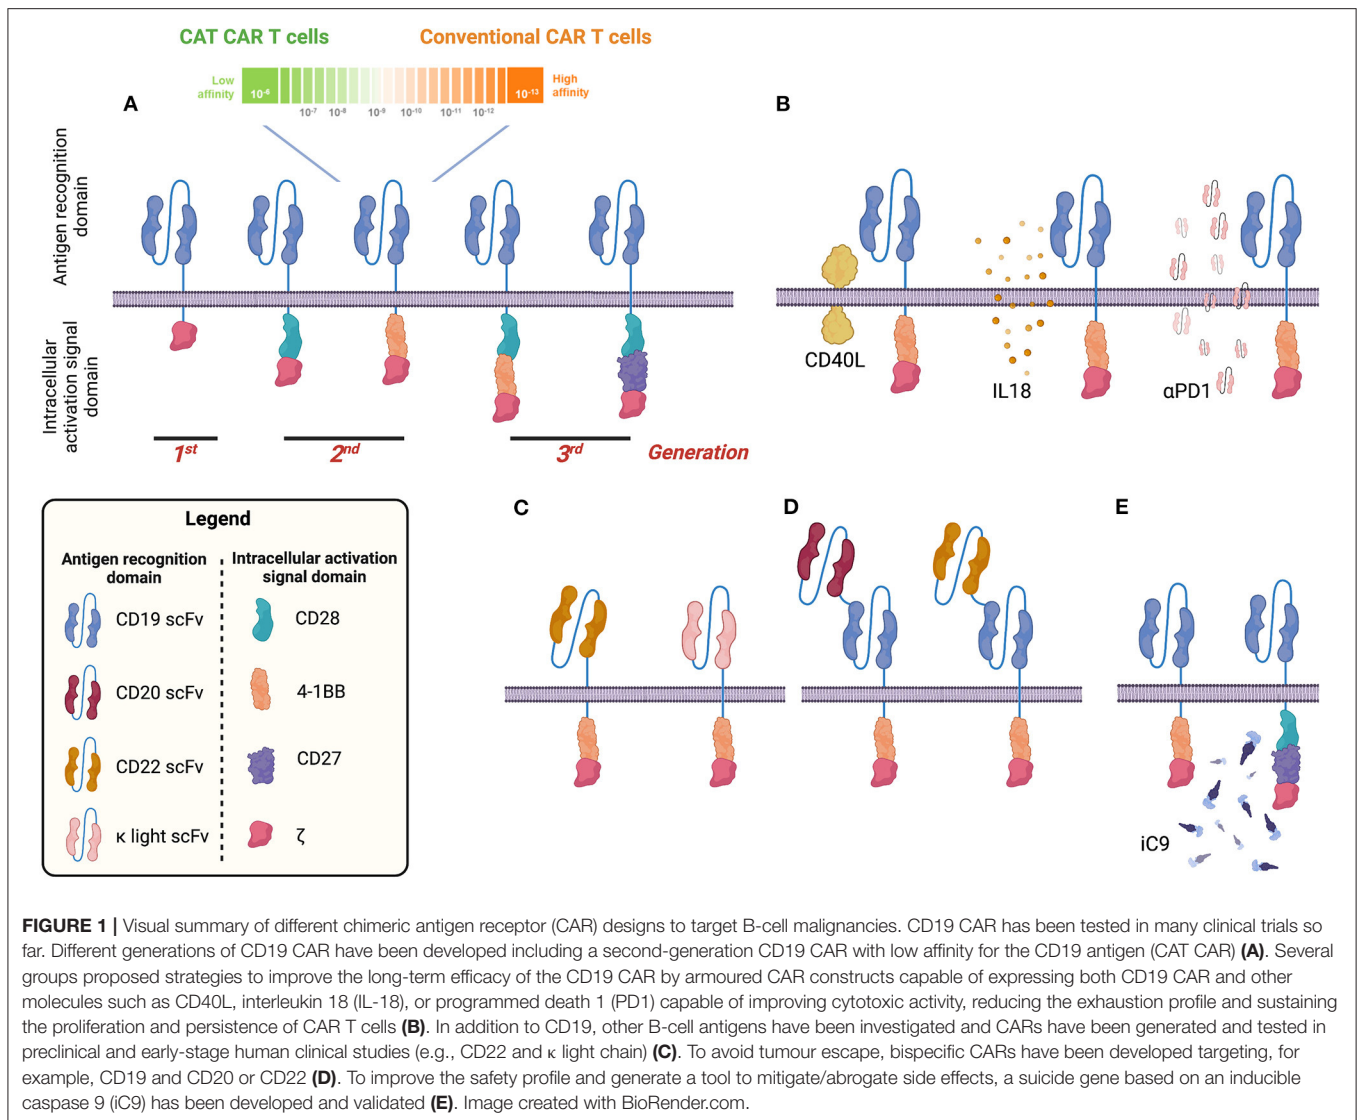 CAT CAR T cells
Conventional CAR T cells
Low
affinity
10⁻⁶
10⁻¹³
High
affinity
10⁻⁷ 10⁻⁸ 10⁻⁹ 10⁻¹⁰ 10⁻¹¹ 10⁻¹²
A
Antigen recognition
domain
Intracellular
activation signal
domain
1st
2nd
3rd
Generation
B
CD40L
IL18
αPD1
Legend
Antigen recognition
domain
CD19 scFv
CD20 scFv
CD22 scFv
κ light scFv
Intracellular activation
signal domain
CD28
4-1BB
CD27
ζ
C
D
E
iC9
FIGURE 1 | Visual summary of different chimeric antigen receptor (CAR) designs to target B-cell malignancies. CD19 CAR has been tested in many clinical trials so
far. Different generations of CD19 CAR have been developed including a second-generation CD19 CAR with low affinity for the CD19 antigen (CAT CAR) (A). Several
groups proposed strategies to improve the long-term efficacy of the CD19 CAR by armoured CAR constructs capable of expressing both CD19 CAR and other
molecules such as CD40L, interleukin 18 (IL-18), or programmed death 1 (PD1) capable of improving cytotoxic activity, reducing the exhaustion profile and sustaining
the proliferation and persistence of CAR T cells (B). In addition to CD19, other B-cell antigens have been investigated and CARs have been generated and tested in
preclinical and early-stage human clinical studies (e.g., CD22 and κ light chain) (C). To avoid tumour escape, bispecific CARs have been developed targeting, for
example, CD19 and CD20 or CD22 (D). To improve the safety profile and generate a tool to mitigate/abrogate side effects, a suicide gene based on an inducible
caspase 9 (iC9) has been developed and validated (E). Image created with BioRender.com.